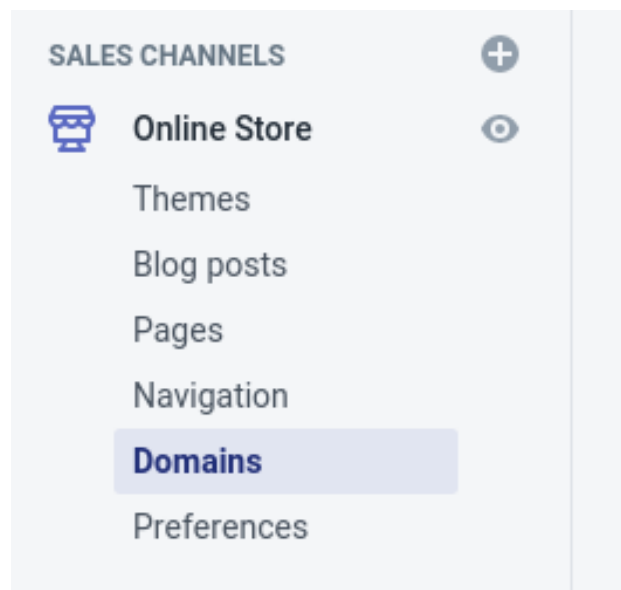 SALES CHANNELS
Online Store
Themes
Blog posts
Pages
Navigation
Domains
Preferences